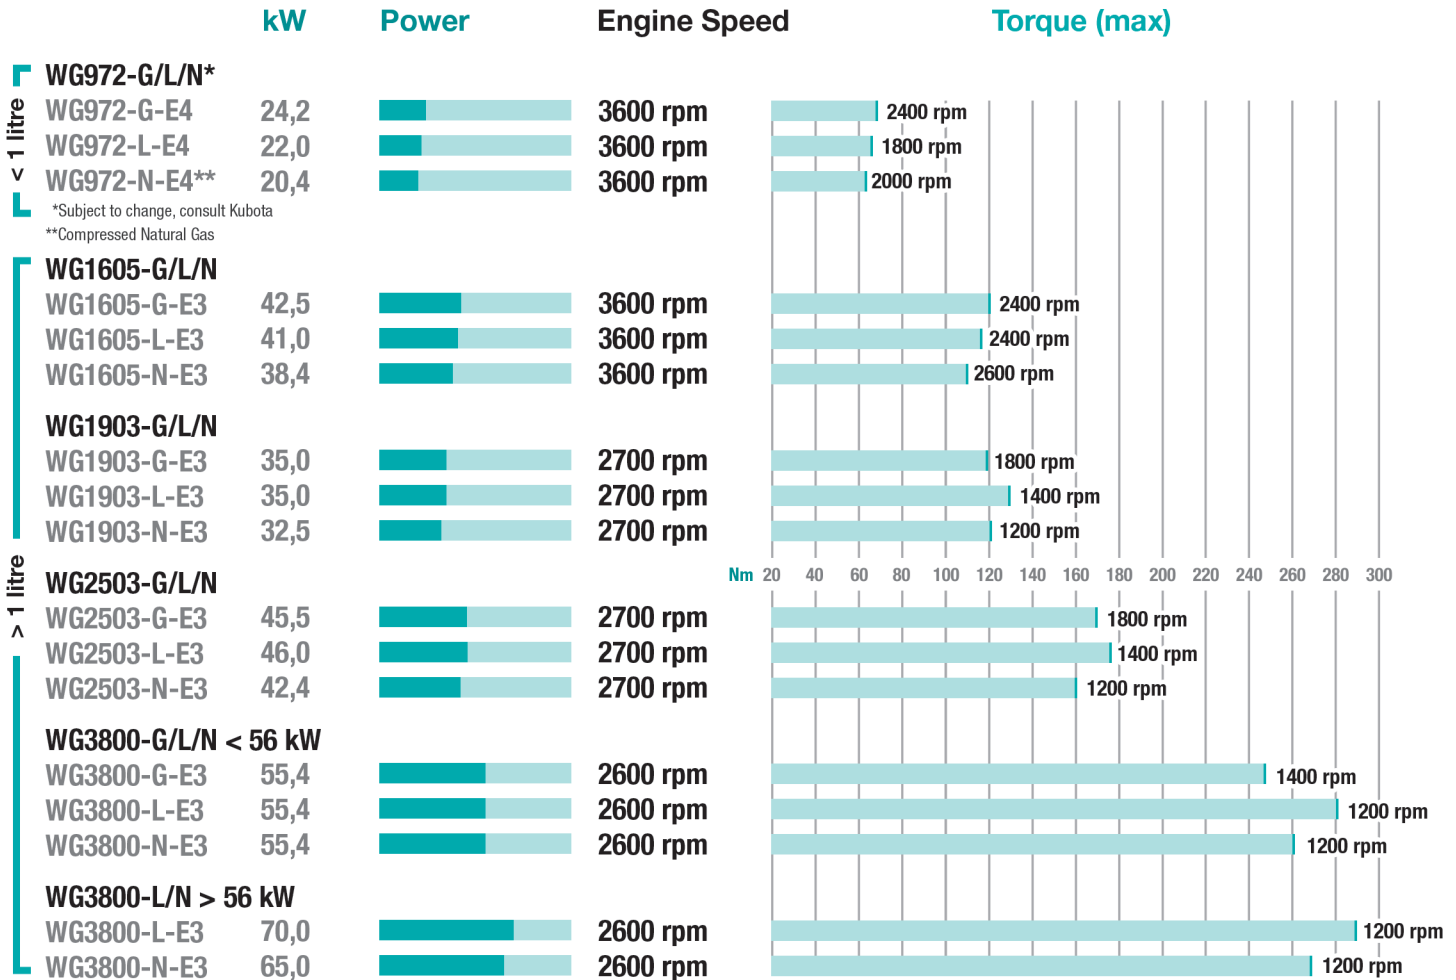 kW Power Engine Speed Torque (max)
WG972-G/L/N*
WG972-G-E4 24,2 3600 rpm 2400 rpm
WG972-L-E4 22,0 3600 rpm 1800 rpm
WG972-N-E4** 20,4 3600 rpm 2000 rpm
< 1 litre
*Subject to change, consult Kubota
**Compressed Natural Gas
WG1605-G/L/N
WG1605-G-E3 42,5 3600 rpm 2400 rpm
WG1605-L-E3 41,0 3600 rpm 2400 rpm
WG1605-N-E3 38,4 3600 rpm 2600 rpm
WG1903-G/L/N
WG1903-G-E3 35,0 2700 rpm 1800 rpm
WG1903-L-E3 35,0 2700 rpm 1400 rpm
WG1903-N-E3 32,5 2700 rpm 1200 rpm
> 1 litre
WG2503-G/L/N Nm 20 40 60 80 100 120 140 160 180 200 220 240 260 280 300
WG2503-G-E3 45,5 2700 rpm 1800 rpm
WG2503-L-E3 46,0 2700 rpm 1400 rpm
WG2503-N-E3 42,4 2700 rpm 1200 rpm
WG3800-G/L/N < 56 kW
WG3800-G-E3 55,4 2600 rpm 1400 rpm
WG3800-L-E3 55,4 2600 rpm 1200 rpm
WG3800-N-E3 55,4 2600 rpm 1200 rpm
WG3800-L/N > 56 kW
WG3800-L-E3 70,0 2600 rpm 1200 rpm
WG3800-N-E3 65,0 2600 rpm 1200 rpm